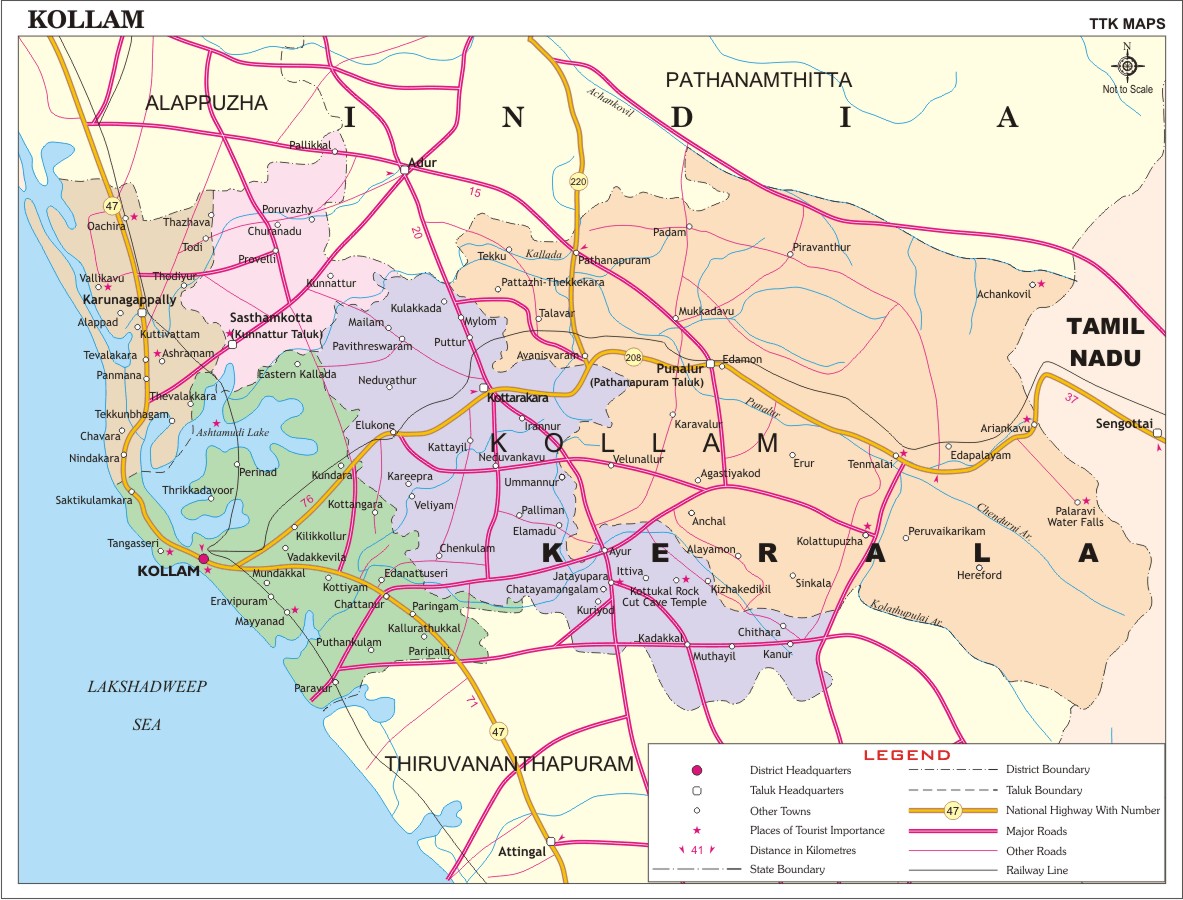 KOLLAM
TTK MAPS
N
Not to Scale
PATHANAMTHITTA
ALAPPUZHA
Achankovil
I N D I A
Pallikkal
Adur
15
220
47
Oachira
Thazhava
Poruvazhy
Churanadu
20
Todi
Provelli
Padam
Piravanthur
Tekku
Kallada
Pathanapuram
Vallikavu
Thodiyur
Kunnattur
Pattazhi-Thekkekara
Achankovil
Karunagappally
Alappad
Sasthamkotta
(Kunnattur Taluk)
Kulakkada
Mailam
Mylom
Talavar
Mukkadavu
TAMIL
NADU
Kuttivattam
Pavithreswaram
Puttur
Tevalakara
Ashramam
Avanisvaram
208
Edamon
Punalur
(Pathanapuram Taluk)
Panmana
Eastern Kallada
Neduvathur
Thevalakkara
Kottarakara
Punalur
37
Tekkunbhagam
Ashtamudi Lake
Elukone
Irannur
Karavalur
Ariankavu
Sengottai
Chavara
Kattayil
K O L L A M
Nindakara
Perinad
Kundara
Neduvankavu
Velunallur
Erur
Tenmalai
Edapalayam
Kareepra
Ummannur
Agastiyakod
Saktikulamkara
Thrikkadavoor
76
Kottangara
Veliyam
Palliman
Anchal
Chendurni Ar.
Palaravi
Water Falls
Kilikkollur
Elamadu
Kolattupuzha
Peruvaikarikam
Tangasseri
Vadakkevila
Chenkulam
K E R A L A
Ayur
Alayamon
KOLLAM
Mundakkal
Kottiyam
Edanattuseri
Jatayupara
Ittiva
Sinkala
Hereford
Chatayamangalam
Kottukal Rock
Cut Cave Temple
Kizhakedikil
Eravipuram
Chattanur
Paringam
Kuriyod
Kolathupulai Ar.
Mayyanad
Kallurathukkal
Chithara
Puthankulam
Paripalli
Kadakkal
Muthayil
Kanur
Paravur
LAKSHADWEEP
SEA
71
47
THIRUVANANTHAPURAM
Attingal
LEGEND
District Headquarters
District Boundary
Taluk Headquarters
Taluk Boundary
Other Towns
47
National Highway With Number
Places of Tourist Importance
Major Roads
41
Distance in Kilometres
Other Roads
State Boundary
Railway Line